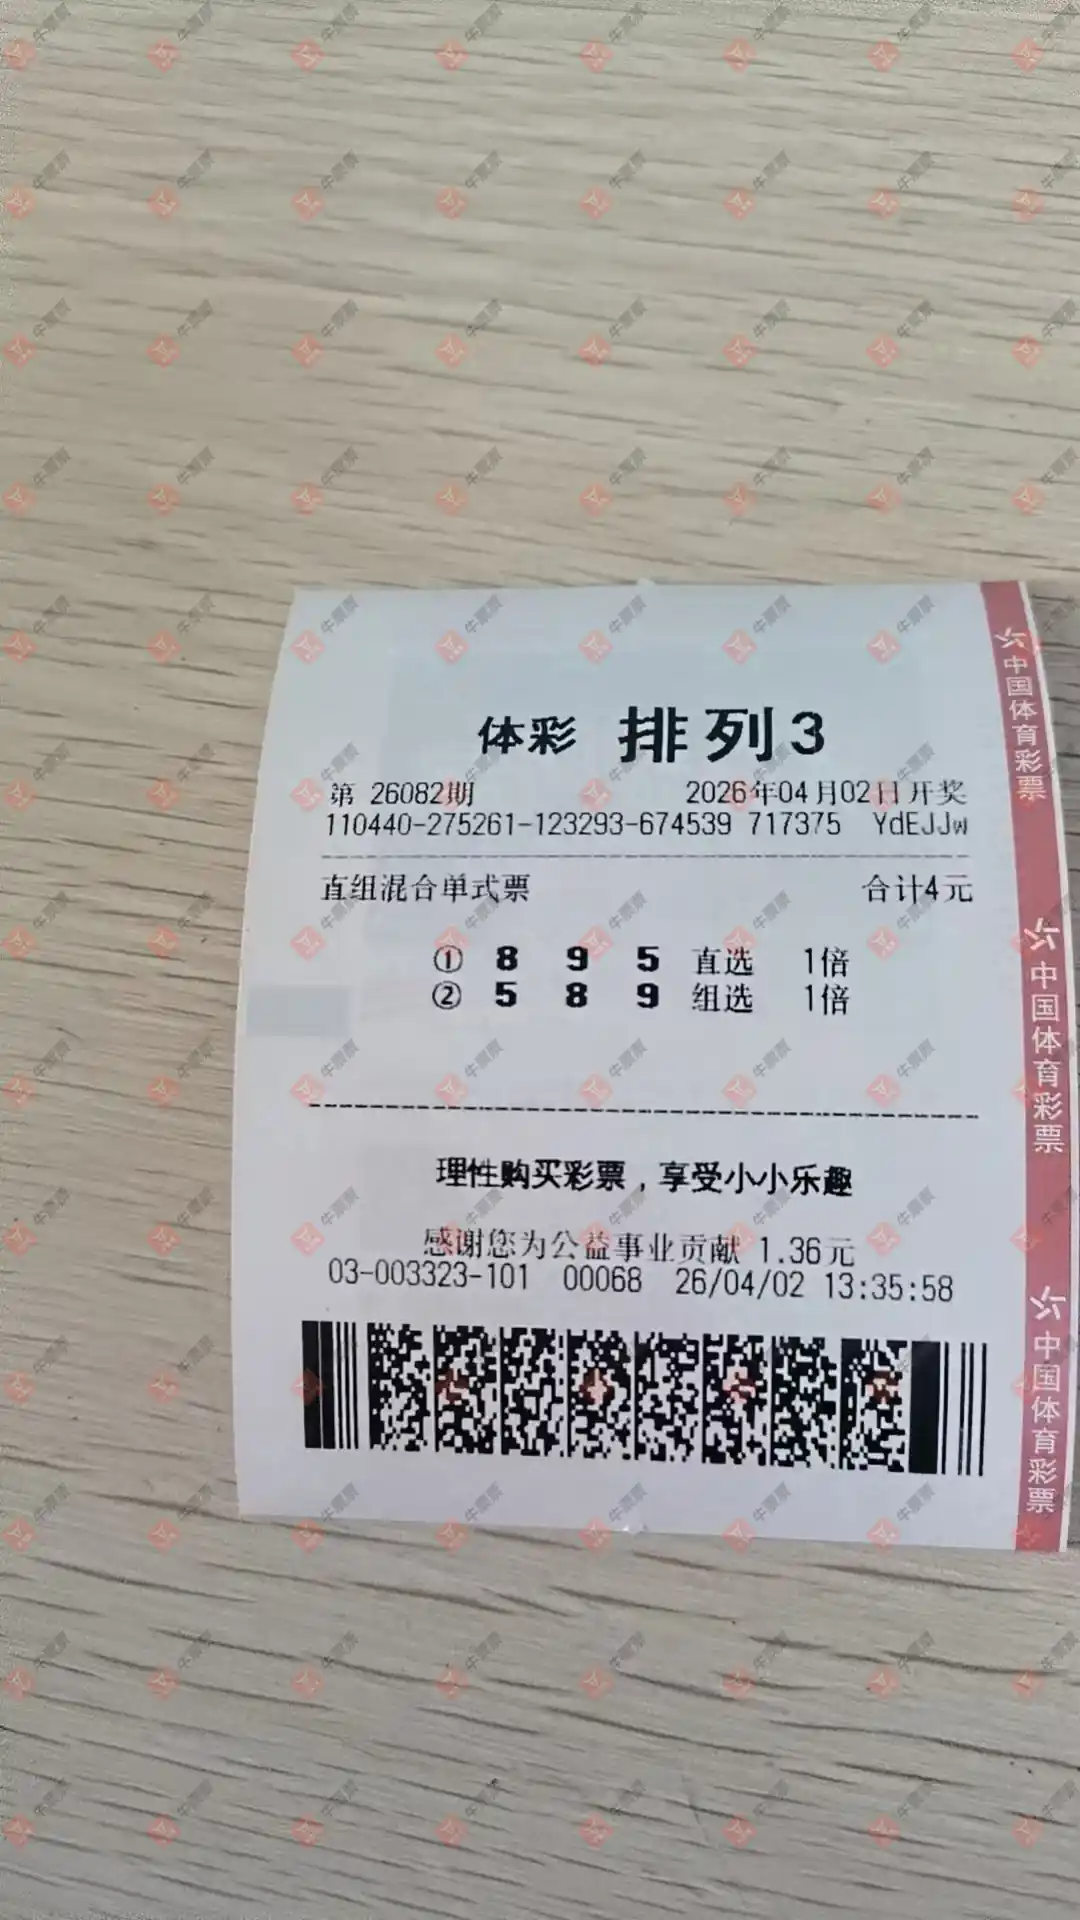 体彩 排列3
第 26082期 2026年04月02日开奖
110440-275261-123293-674539 717375 YdEJJw
直组混合单式票 合计4元
① 8 9 5 直选 1倍
② 5 8 9 组选 1倍
理性购买彩票，享受小小乐趣
感谢您为公益事业贡献 1.36元
03-003323-101 00068 26/04/02 13:35:58
中国体育彩票
中国体育彩票
中国体育彩票
牛票票